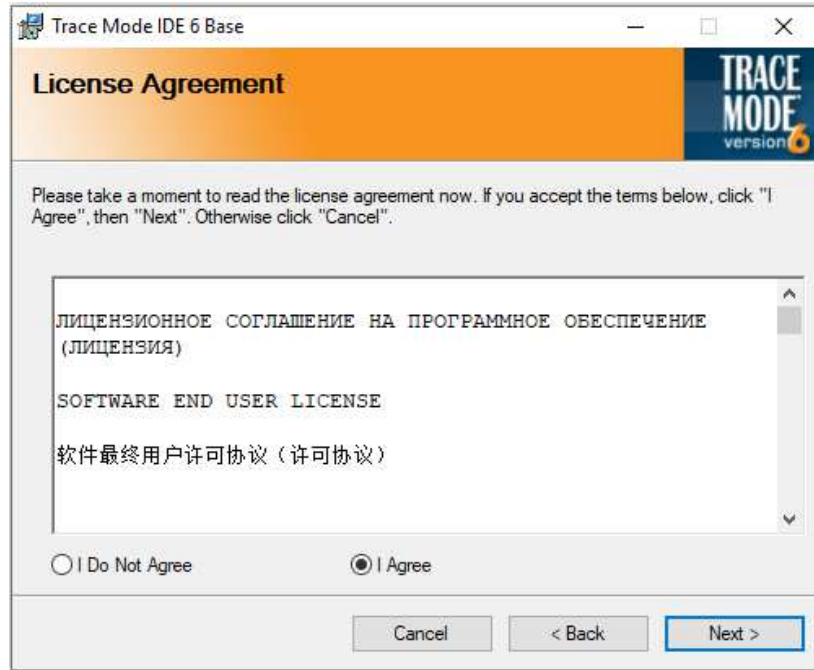 Trace Mode IDE 6 Base
License Agreement
TRACE
MODE
version 6
Please take a moment to read the license agreement now. If you accept the terms below, click "I
Agree", then "Next". Otherwise click "Cancel".
ЛИЦЕНЗИОННОЕ СОГЛАШЕНИЕ НА ПРОГРАММНОЕ ОБЕСПЕЧЕНИЕ
(ЛИЦЕНЗИЯ)
SOFTWARE END USER LICENSE
软件最终用户许可协议（许可协议）
I Do Not Agree
I Agree
Cancel
< Back
Next >